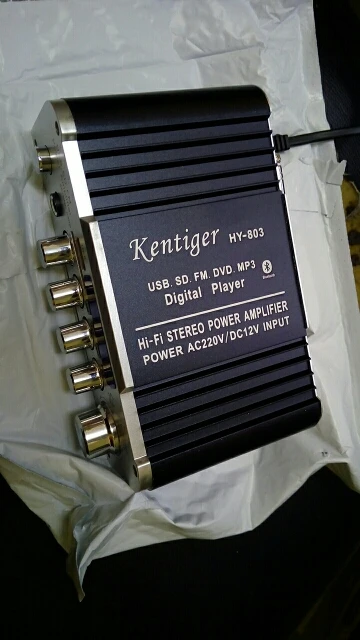 Kentiger HY-803
USB. SD. FM. DVD. MP3
Digital Player
Bluetooth
Hi-Fi STEREO POWER AMPLIFIER
POWER AC220V/DC12V INPUT